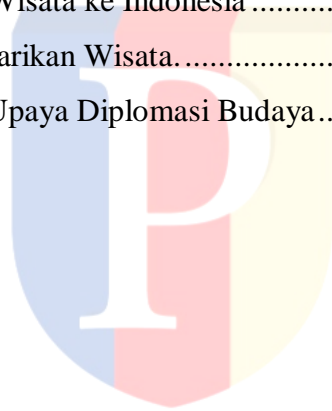 Wisata ke Indonesia..........
arikan Wisata..................
Upaya Diplomasi Budaya..
P